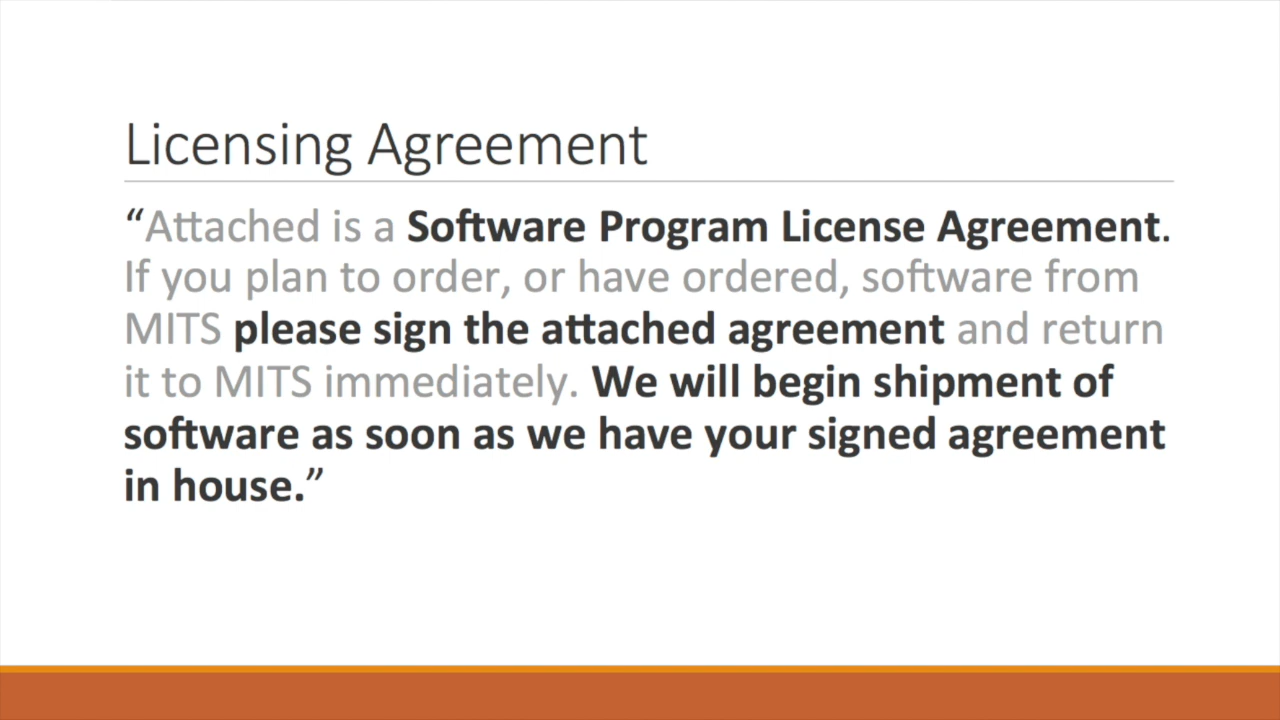 Licensing Agreement
“Attached is a Software Program License Agreement.
If you plan to order, or have ordered, software from
MITS please sign the attached agreement and return
it to MITS immediately. We will begin shipment of
software as soon as we have your signed agreement
in house.”